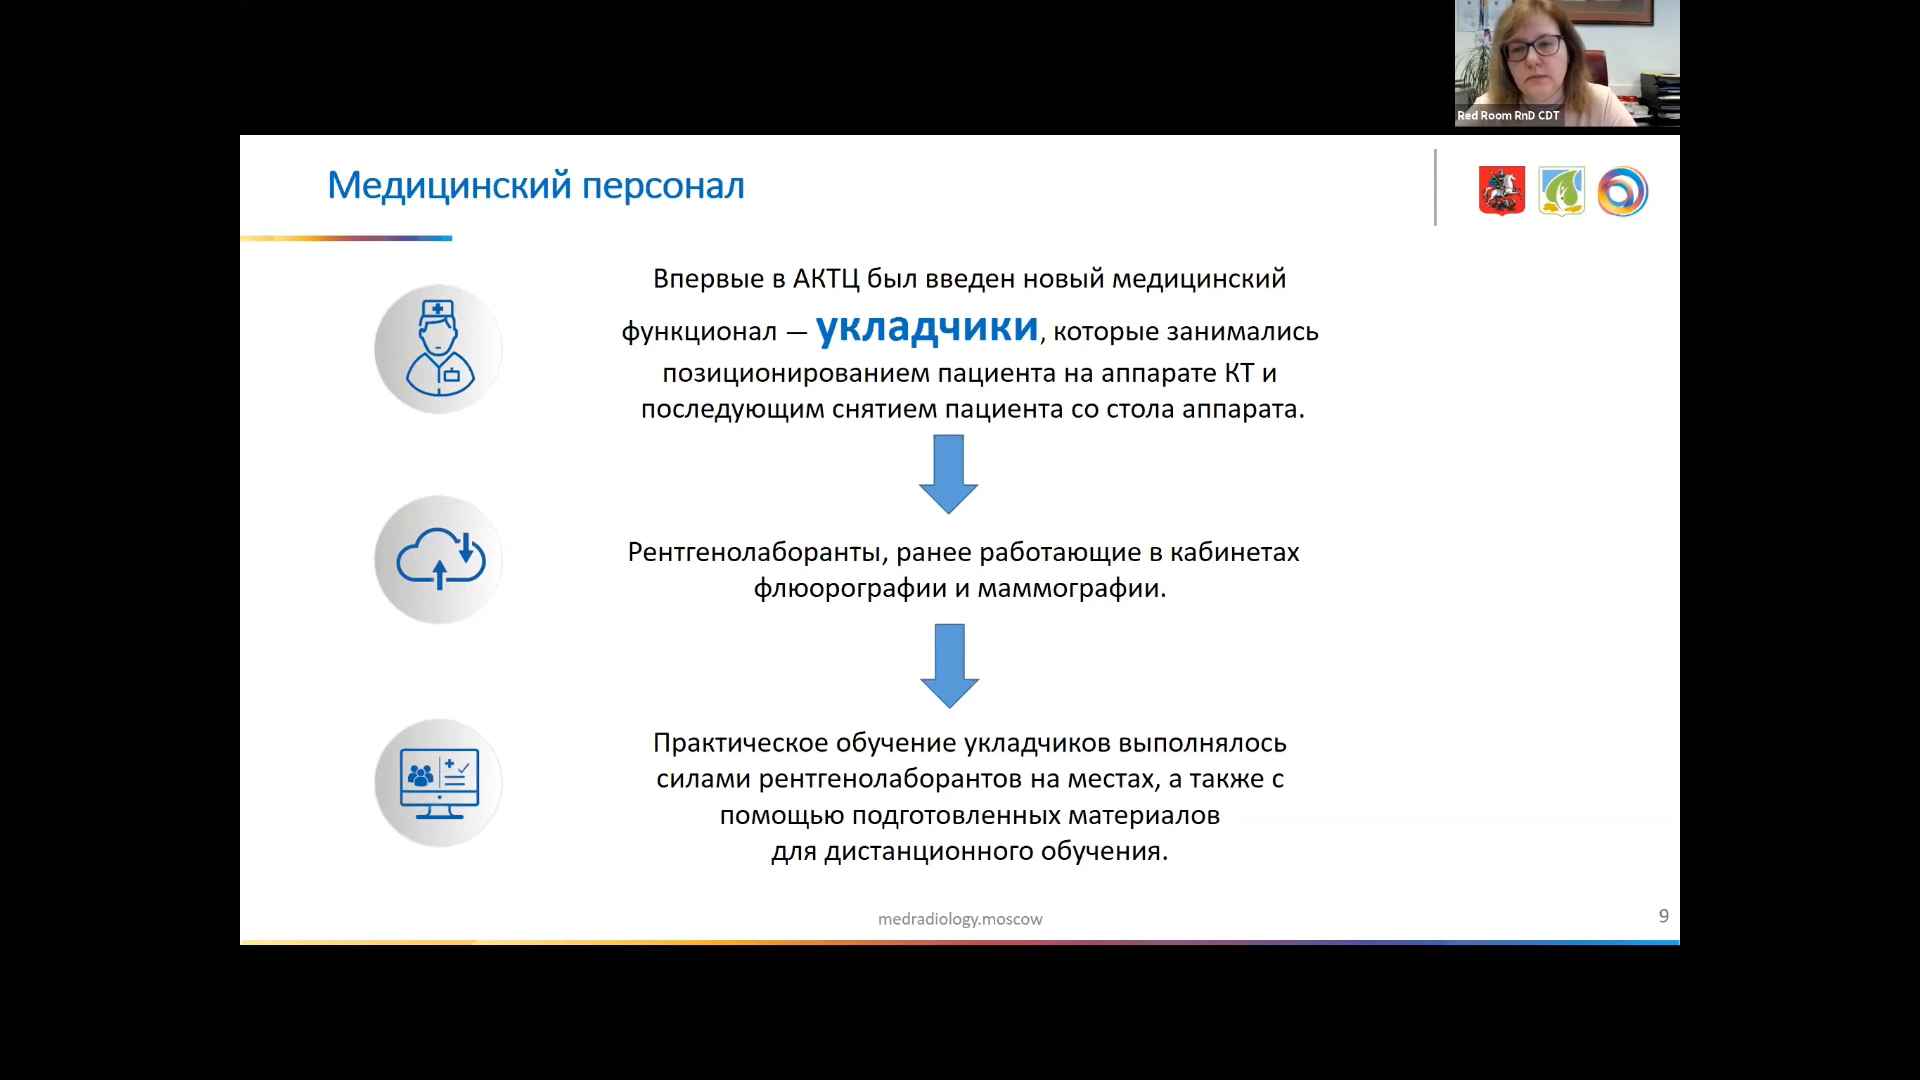 Red Room RnD CDT
Медицинский персонал
Впервые в АКТЦ был введен новый медицинский
функционал — укладчики, которые занимались
позиционированием пациента на аппарате КТ и
последующим снятием пациента со стола аппарата.
Рентгенолаборанты, ранее работающие в кабинетах
флюорографии и маммографии.
Практическое обучение укладчиков выполнялось
силами рентгенолаборантов на местах, а также с
помощью подготовленных материалов
для дистанционного обучения.
medradiology.moscow
9